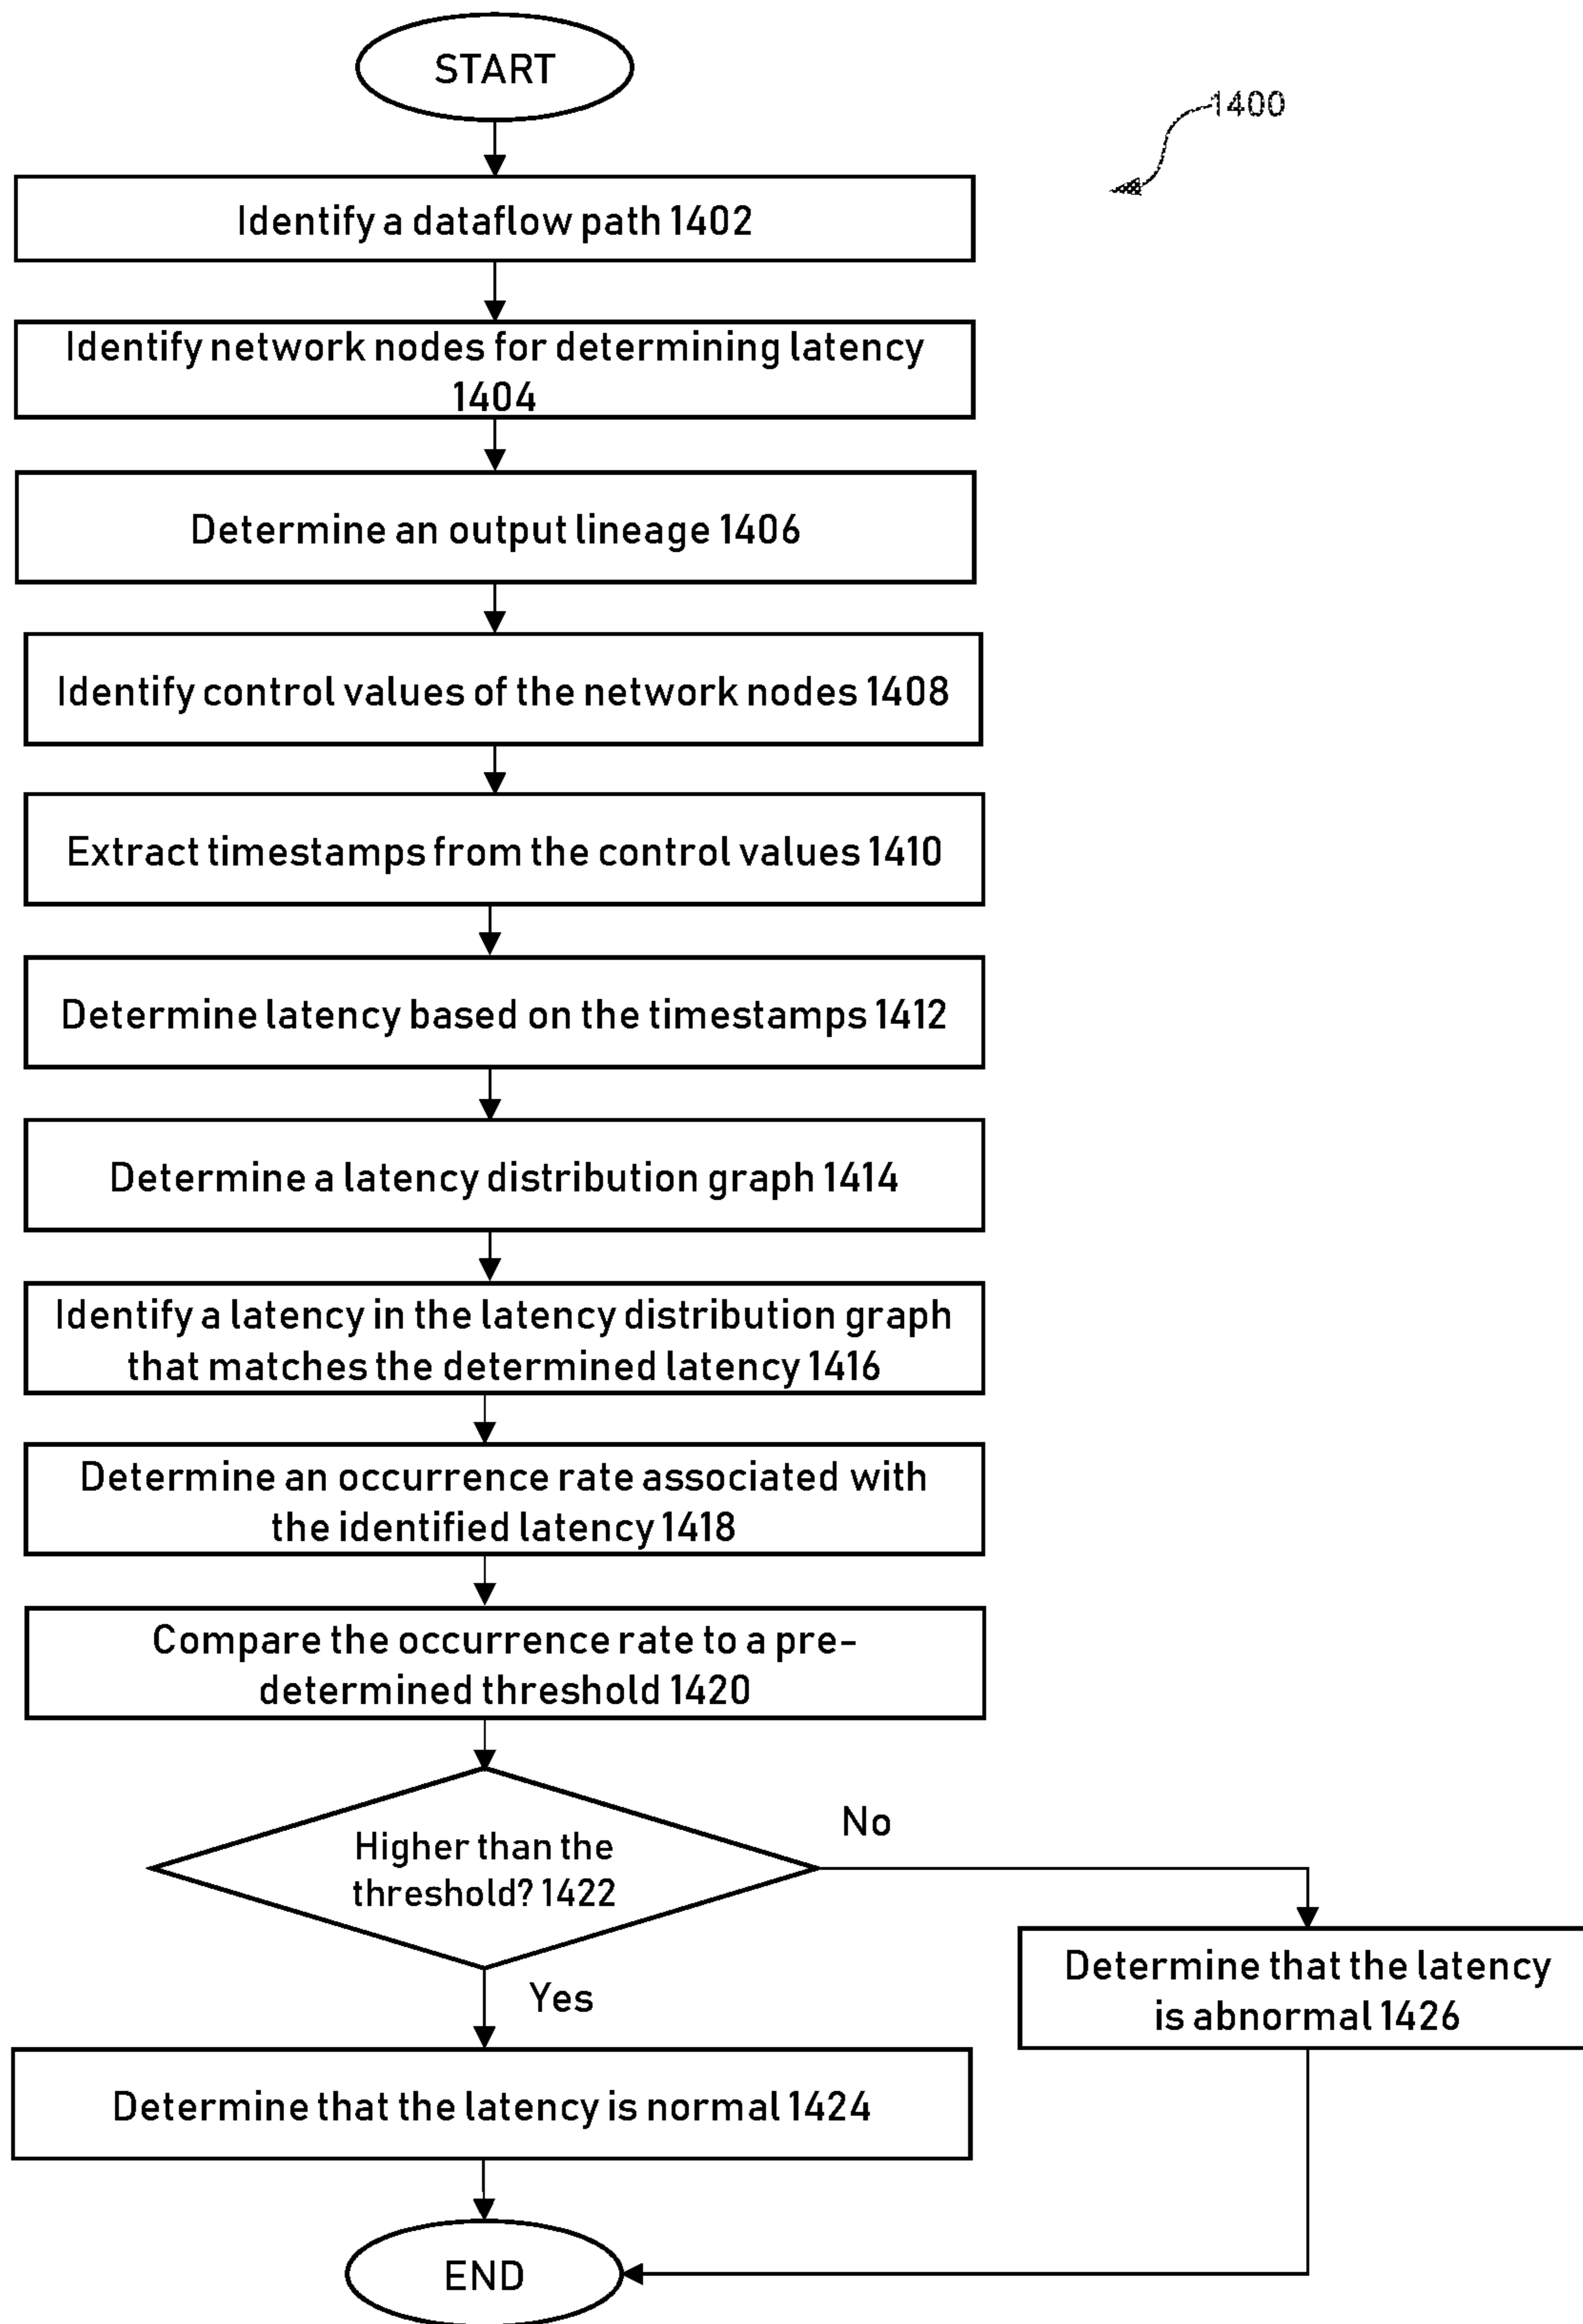 START
1400
Identify a dataflow path 1402
Identify network nodes for determining latency
1404
Determine an output lineage 1406
Identify control values of the network nodes 1408
Extract timestamps from the control values 1410
Determine latency based on the timestamps 1412
Determine a latency distribution graph 1414
Identify a latency in the latency distribution graph
that matches the determined latency 1416
Determine an occurrence rate associated with
the identified latency 1418
Compare the occurrence rate to a pre-
determined threshold 1420
Higher than the
threshold? 1422
No
Yes
Determine that the latency
is abnormal 1426
Determine that the latency is normal 1424
END